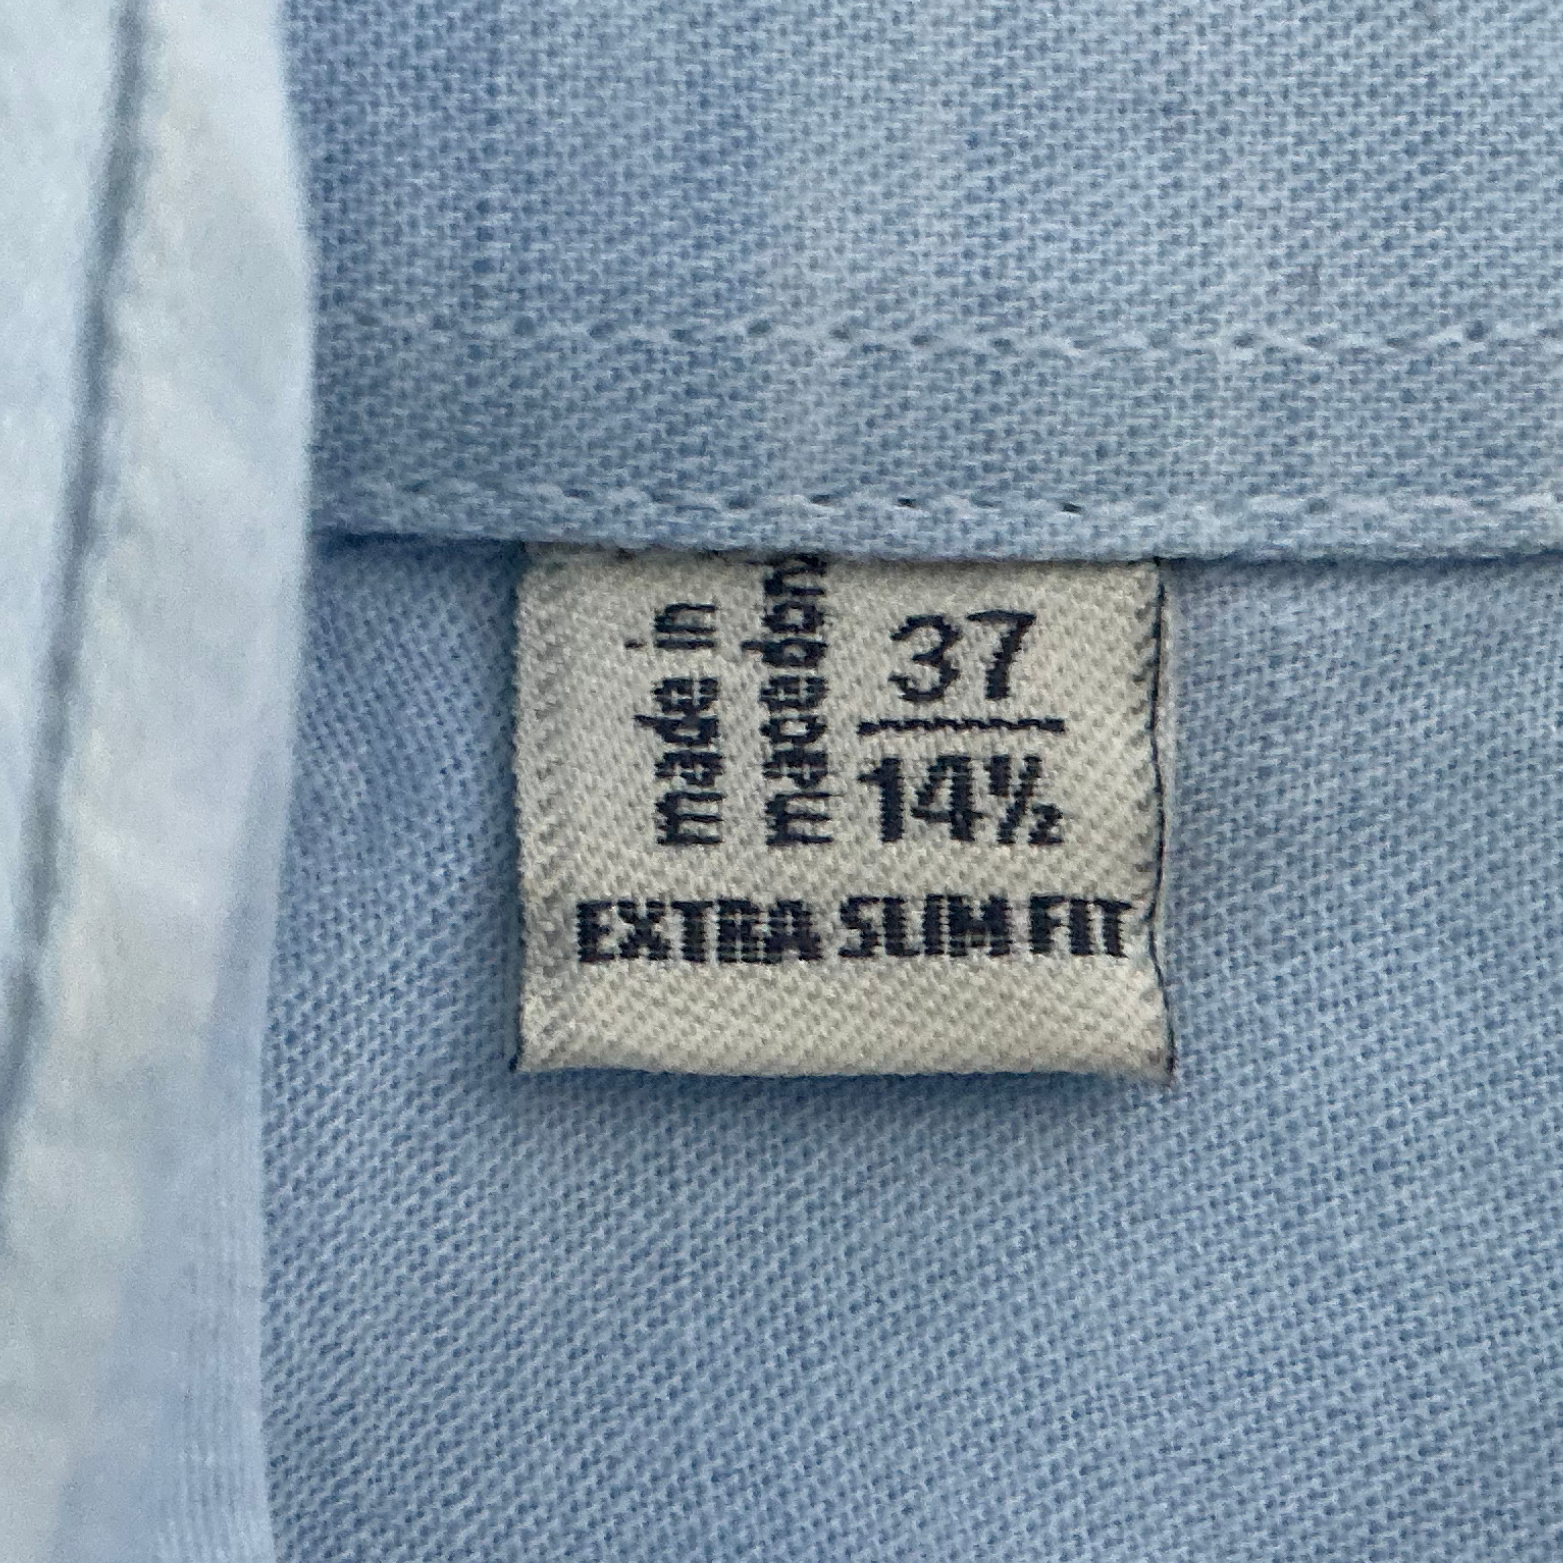 Made in
Macedonia
37
14½
EXTRA SLIM FIT